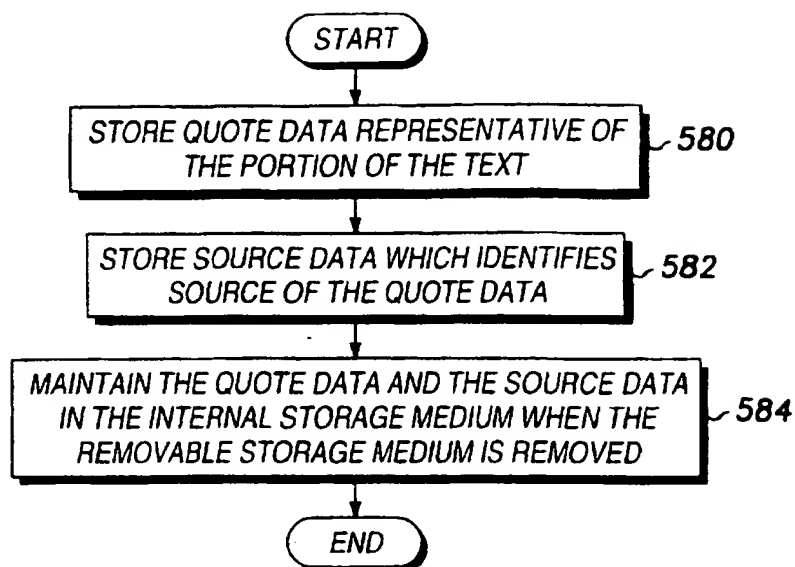 START
STORE QUOTE DATA REPRESENTATIVE OF
THE PORTION OF THE TEXT
580
STORE SOURCE DATA WHICH IDENTIFIES
SOURCE OF THE QUOTE DATA
582
MAINTAIN THE QUOTE DATA AND THE SOURCE DATA
IN THE INTERNAL STORAGE MEDIUM WHEN THE
REMOVABLE STORAGE MEDIUM IS REMOVED
584
END